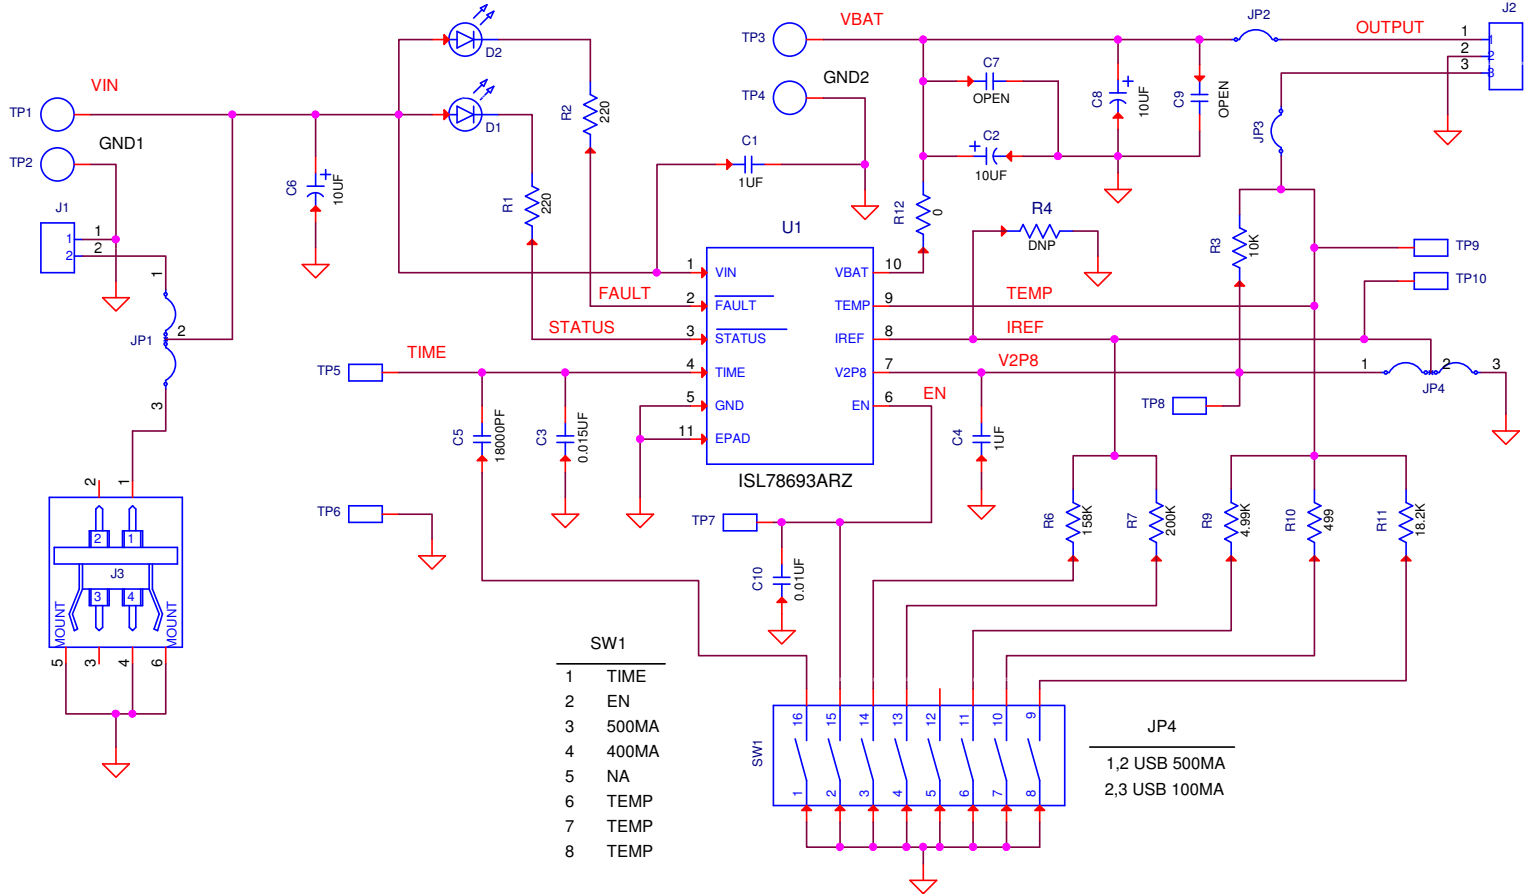 VIN
TP1
GND1
TP2
J1
1
1
2
2
1
2
JP1
3
2
1
2
1
J3
3
4
MOUNT
MOUNT
5
3
4
6
D2
D1
R2
220
R1
220
C6
10UF
FAULT
STATUS
TIME
TP5
C5
18000PF
C3
0.015UF
TP6
TP3
VBAT
GND2
TP4
C1
1UF
C7
OPEN
C2
10UF
C8
10UF
C9
OPEN
JP2
OUTPUT
J2
1
1
2
2
3
3
JP3
R12
0
R4
DNP
R3
10K
TP9
TP10
U1
1
VIN
2
FAULT
3
STATUS
4
TIME
5
GND
11
EPAD
VBAT
10
TEMP
9
IREF
8
V2P8
7
EN
6
ISL78693ARZ
TEMP
IREF
V2P8
EN
1
2
3
JP4
TP8
C4
1UF
TP7
C10
0.01UF
R6
158K
R7
200K
R9
4.99K
R10
499
R11
18.2K
SW1
1 TIME
2 EN
3 500MA
4 400MA
5 NA
6 TEMP
7 TEMP
8 TEMP
SW1
16 15 14 13 12 11 10 9
1 2 3 4 5 6 7 8
JP4
1,2 USB 500MA
2,3 USB 100MA